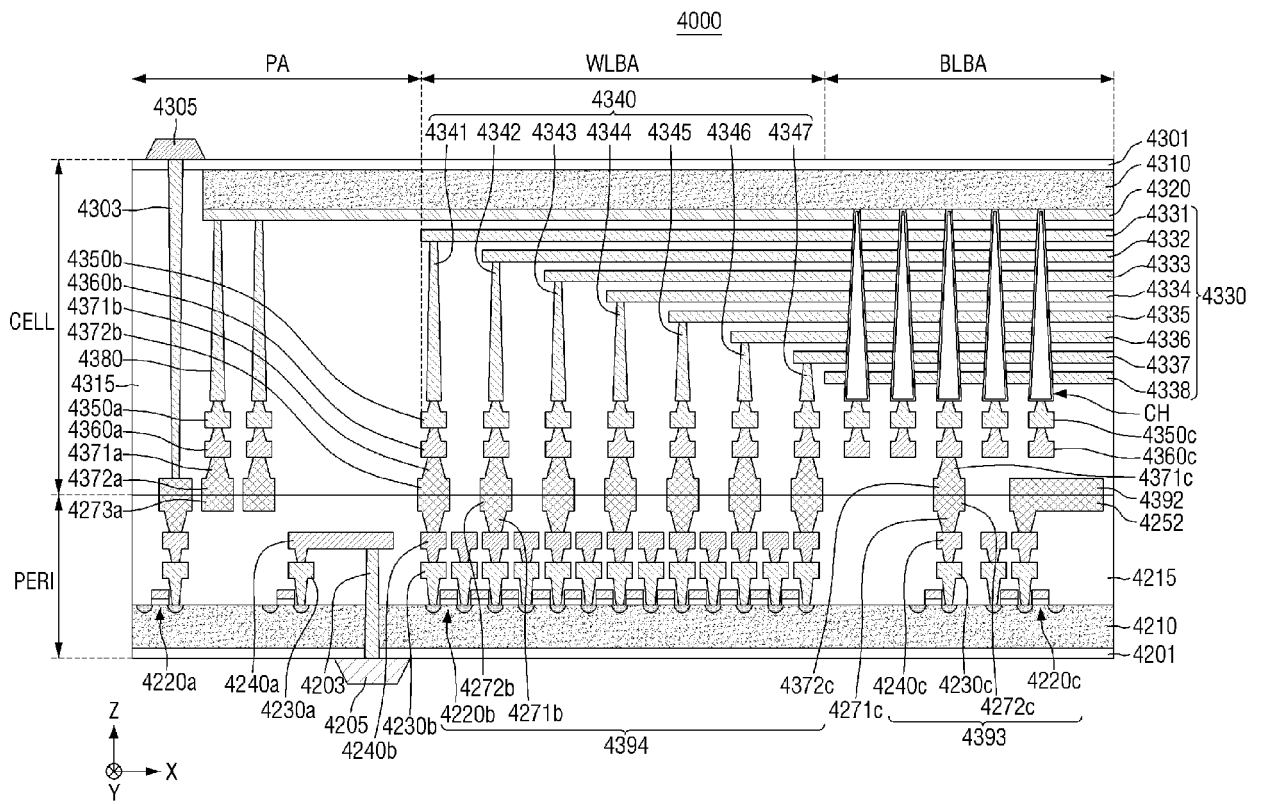 4000
PA WLBA BLBA
4305 4340
4341 4342 4343 4344 4345 4346 4347
4301
4310
4303 4320
4331
4332
4350b 4333
4360b 4334 4330
4371b 4335
CELL 4372b 4336
4380 4337
4315 4338
4350a CH
4360a 4350c
4371a 4360c
4372a 4371c
4273a 4392
4252
PERI 4215
4210
4201
4220a 4240a 4203 4272b 4372c 4240c 4230c 4220c
4230a 4205 4230b 4220b 4271b 4271c 4272c
4240b 4394 4393
Z
X
Y